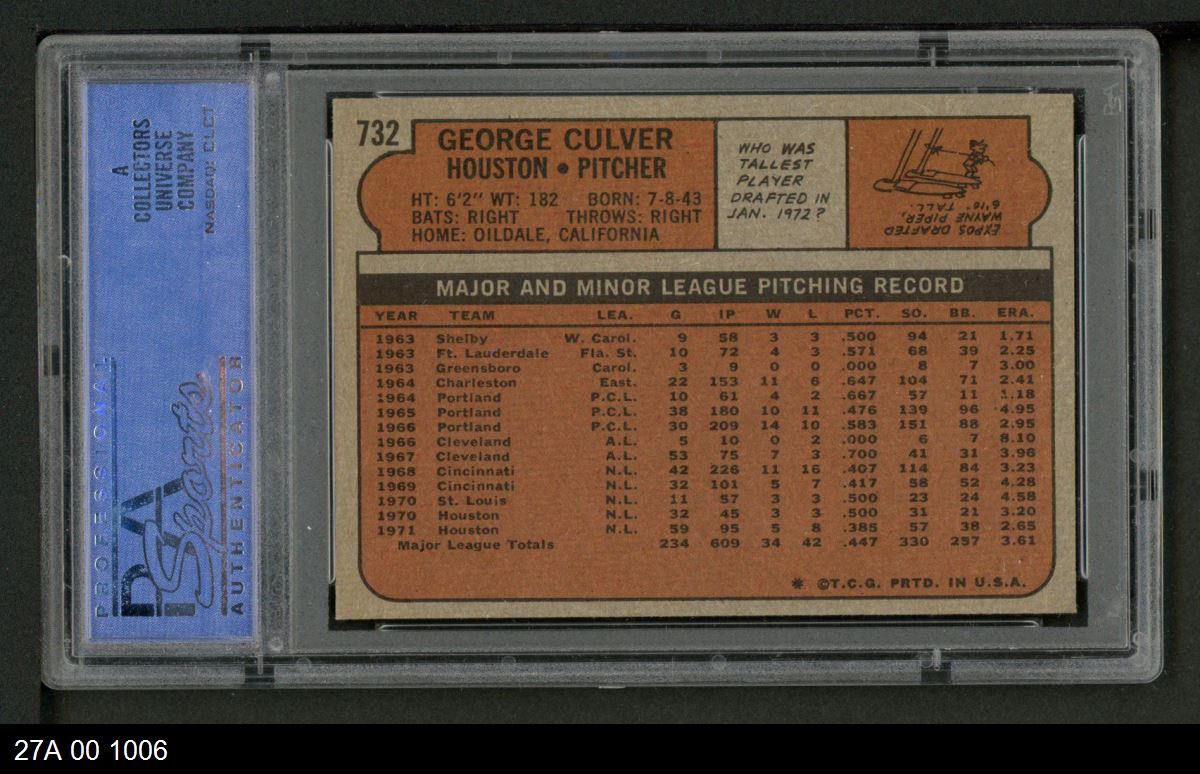 A
COLLECTORS
UNIVERSE
COMPANY
NASDAQ: CLCT
PROFESSIONAL
PSA
Sports
AUTHENTICATOR
732
GEORGE CULVER
HOUSTON • PITCHER
HT: 6'2" WT: 182 BORN: 7-8-43
BATS: RIGHT THROWS: RIGHT
HOME: OILDALE, CALIFORNIA
WHO WAS
TALLEST
PLAYER
DRAFTED IN
JAN. 1972?
EXPOS DRAFTED
WAYNE PIPER,
6'10" TALL.
MAJOR AND MINOR LEAGUE PITCHING RECORD
YEAR TEAM LEA. G IP W L PCT. SO. BB. ERA.
1963 Shelby W. Carol. 9 58 3 3 .500 94 21 1.71
1963 Ft. Lauderdale Fla. St. 10 72 4 3 .571 68 39 2.25
1963 Greensboro Carol. 3 9 0 0 .000 8 7 3.00
1964 Charleston East. 22 153 11 6 .647 104 71 2.41
1964 Portland P.C.L. 10 61 4 2 .667 57 11 1.18
1965 Portland P.C.L. 38 180 10 11 .476 139 96 4.95
1966 Portland P.C.L. 30 209 14 10 .583 151 88 2.95
1966 Cleveland A.L. 5 10 0 2 .000 6 7 8.10
1967 Cleveland A.L. 53 75 7 3 .700 41 31 3.96
1968 Cincinnati N.L. 42 226 11 16 .407 114 84 3.23
1969 Cincinnati N.L. 32 101 5 7 .417 58 52 4.28
1970 St. Louis N.L. 11 57 3 3 .500 23 24 4.58
1970 Houston N.L. 32 45 3 3 .500 31 21 3.20
1971 Houston N.L. 59 95 5 8 .385 57 38 2.65
Major League Totals 234 609 34 42 .447 330 257 3.61
* ©T.C.G. PRTD. IN U.S.A.
27A 00 1006